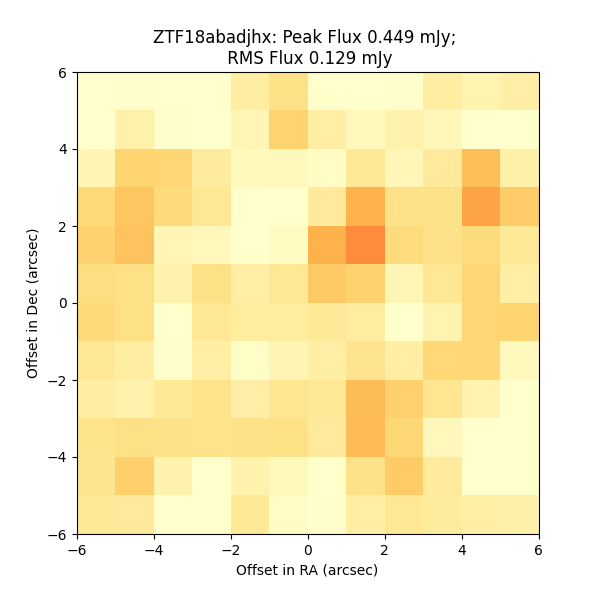 ZTF18abadjhx: Peak Flux 0.449 mJy;
RMS Flux 0.129 mJy
6
4
2
0
−2
−4
−6
Offset in Dec (arcsec)
−6 −4 −2 0 2 4 6
Offset in RA (arcsec)